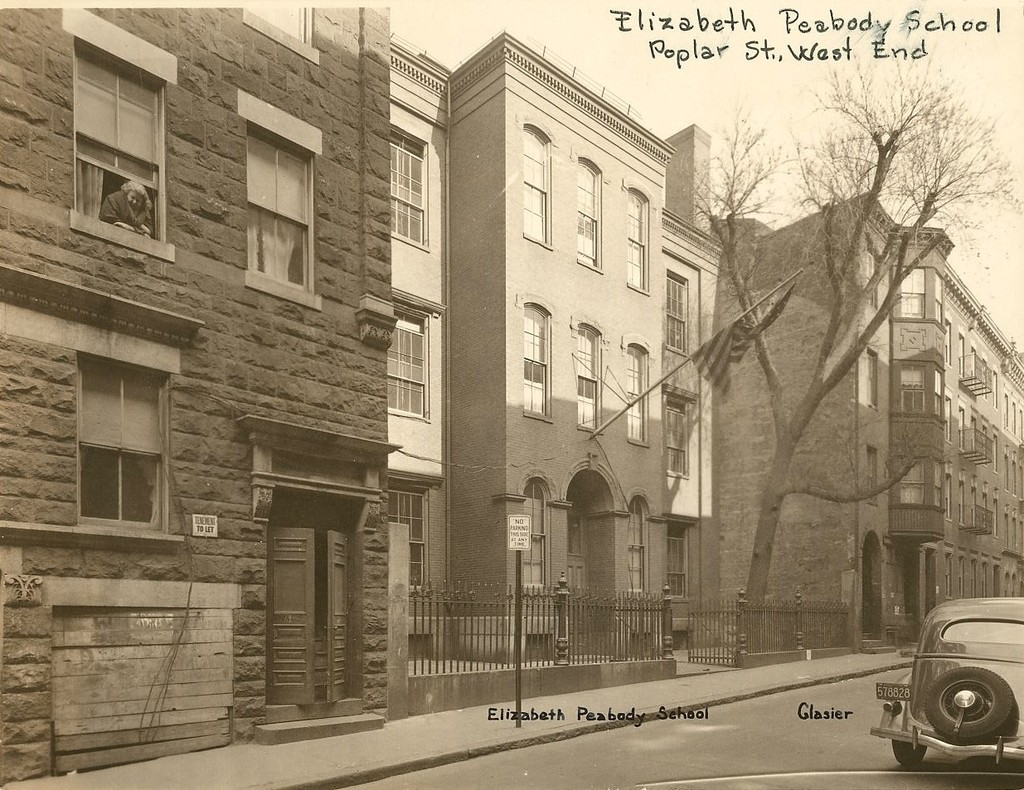 Elizabeth Peabody School
Poplar St., West End
TENEMENT
TO LET
NO
PARKING
THIS SIDE
AT ANY
TIME
578828
Elizabeth Peabody School
Glasier